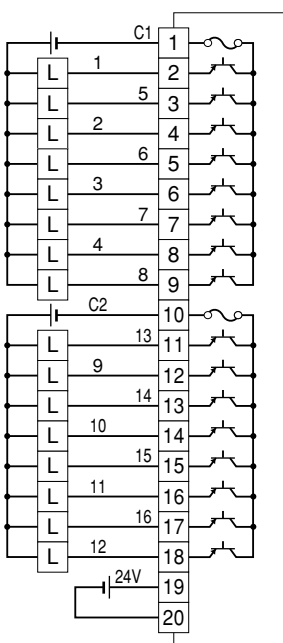 C1 1
L 1 2
L 5 3
L 2 4
L 6 5
L 3 6
L 7 7
L 4 8
L 8 9
C2 10
L 13 11
L 9 12
L 14 13
L 10 14
L 15 15
L 11 16
L 16 17
L 12 18
24V 19
20